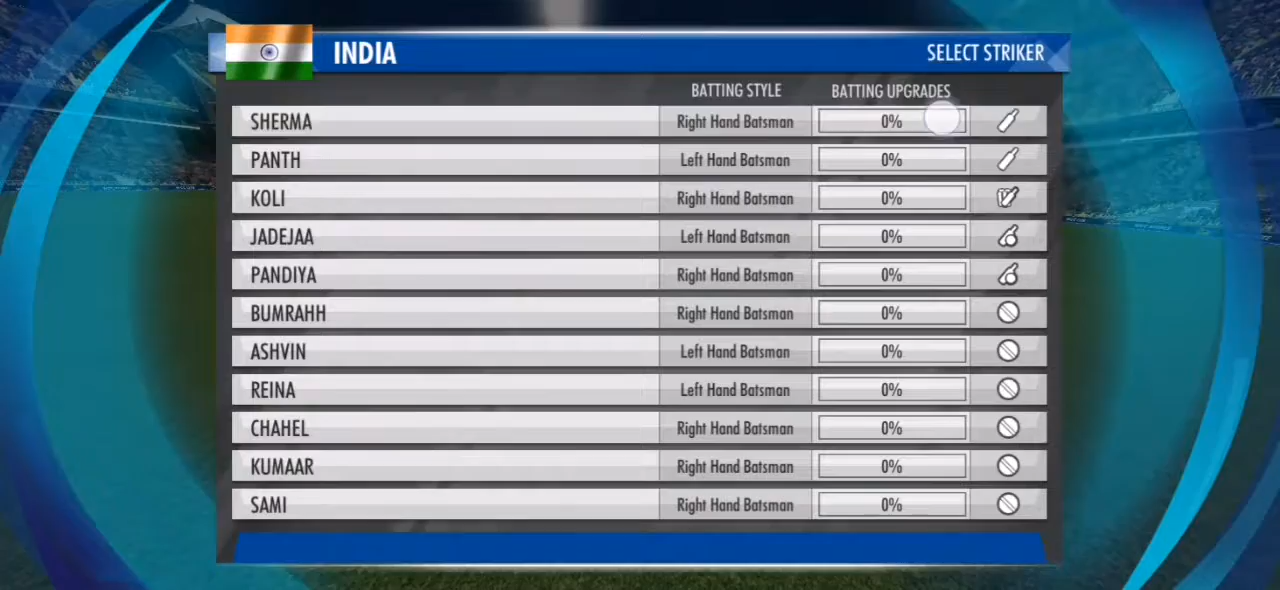 INDIA SELECT STRIKER
BATTING STYLE BATTING UPGRADES
SHERMA Right Hand Batsman 0%
PANTH Left Hand Batsman 0%
KOLI Right Hand Batsman 0%
JADEJAA Left Hand Batsman 0%
PANDIYA Right Hand Batsman 0%
BUMRAHH Right Hand Batsman 0%
ASHVIN Left Hand Batsman 0%
REINA Left Hand Batsman 0%
CHAHEL Right Hand Batsman 0%
KUMAAR Right Hand Batsman 0%
SAMI Right Hand Batsman 0%